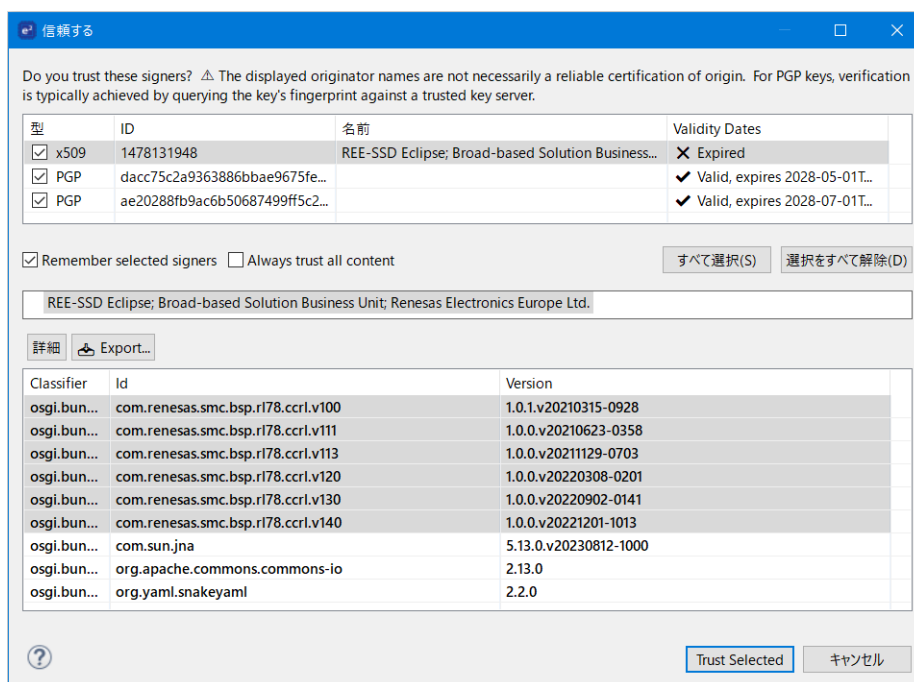 e² 信頼する
Do you trust these signers? ⚠ The displayed originator names are not necessarily a reliable certification of origin. For PGP keys, verification
is typically achieved by querying the key's fingerprint against a trusted key server.
型 ID 名前 Validity Dates
x509 1478131948 REE-SSD Eclipse; Broad-based Solution Business... Expired
PGP dacc75c2a9363886bbae9675fe... Valid, expires 2028-05-01T...
PGP ae20288fb9ac6b50687499ff5c2... Valid, expires 2028-07-01T...
Remember selected signers Always trust all content すべて選択(S) 選択をすべて解除(D)
REE-SSD Eclipse; Broad-based Solution Business Unit; Renesas Electronics Europe Ltd.
詳細 Export...
Classifier Id Version
osgi.bun... com.renesas.smc.bsp.rl78.ccrl.v100 1.0.1.v20210315-0928
osgi.bun... com.renesas.smc.bsp.rl78.ccrl.v111 1.0.0.v20210623-0358
osgi.bun... com.renesas.smc.bsp.rl78.ccrl.v113 1.0.0.v20211129-0703
osgi.bun... com.renesas.smc.bsp.rl78.ccrl.v120 1.0.0.v20220308-0201
osgi.bun... com.renesas.smc.bsp.rl78.ccrl.v130 1.0.0.v20220902-0141
osgi.bun... com.renesas.smc.bsp.rl78.ccrl.v140 1.0.0.v20221201-1013
osgi.bun... com.sun.jna 5.13.0.v20230812-1000
osgi.bun... org.apache.commons.commons-io 2.13.0
osgi.bun... org.yaml.snakeyaml 2.2.0
? Trust Selected キャンセル